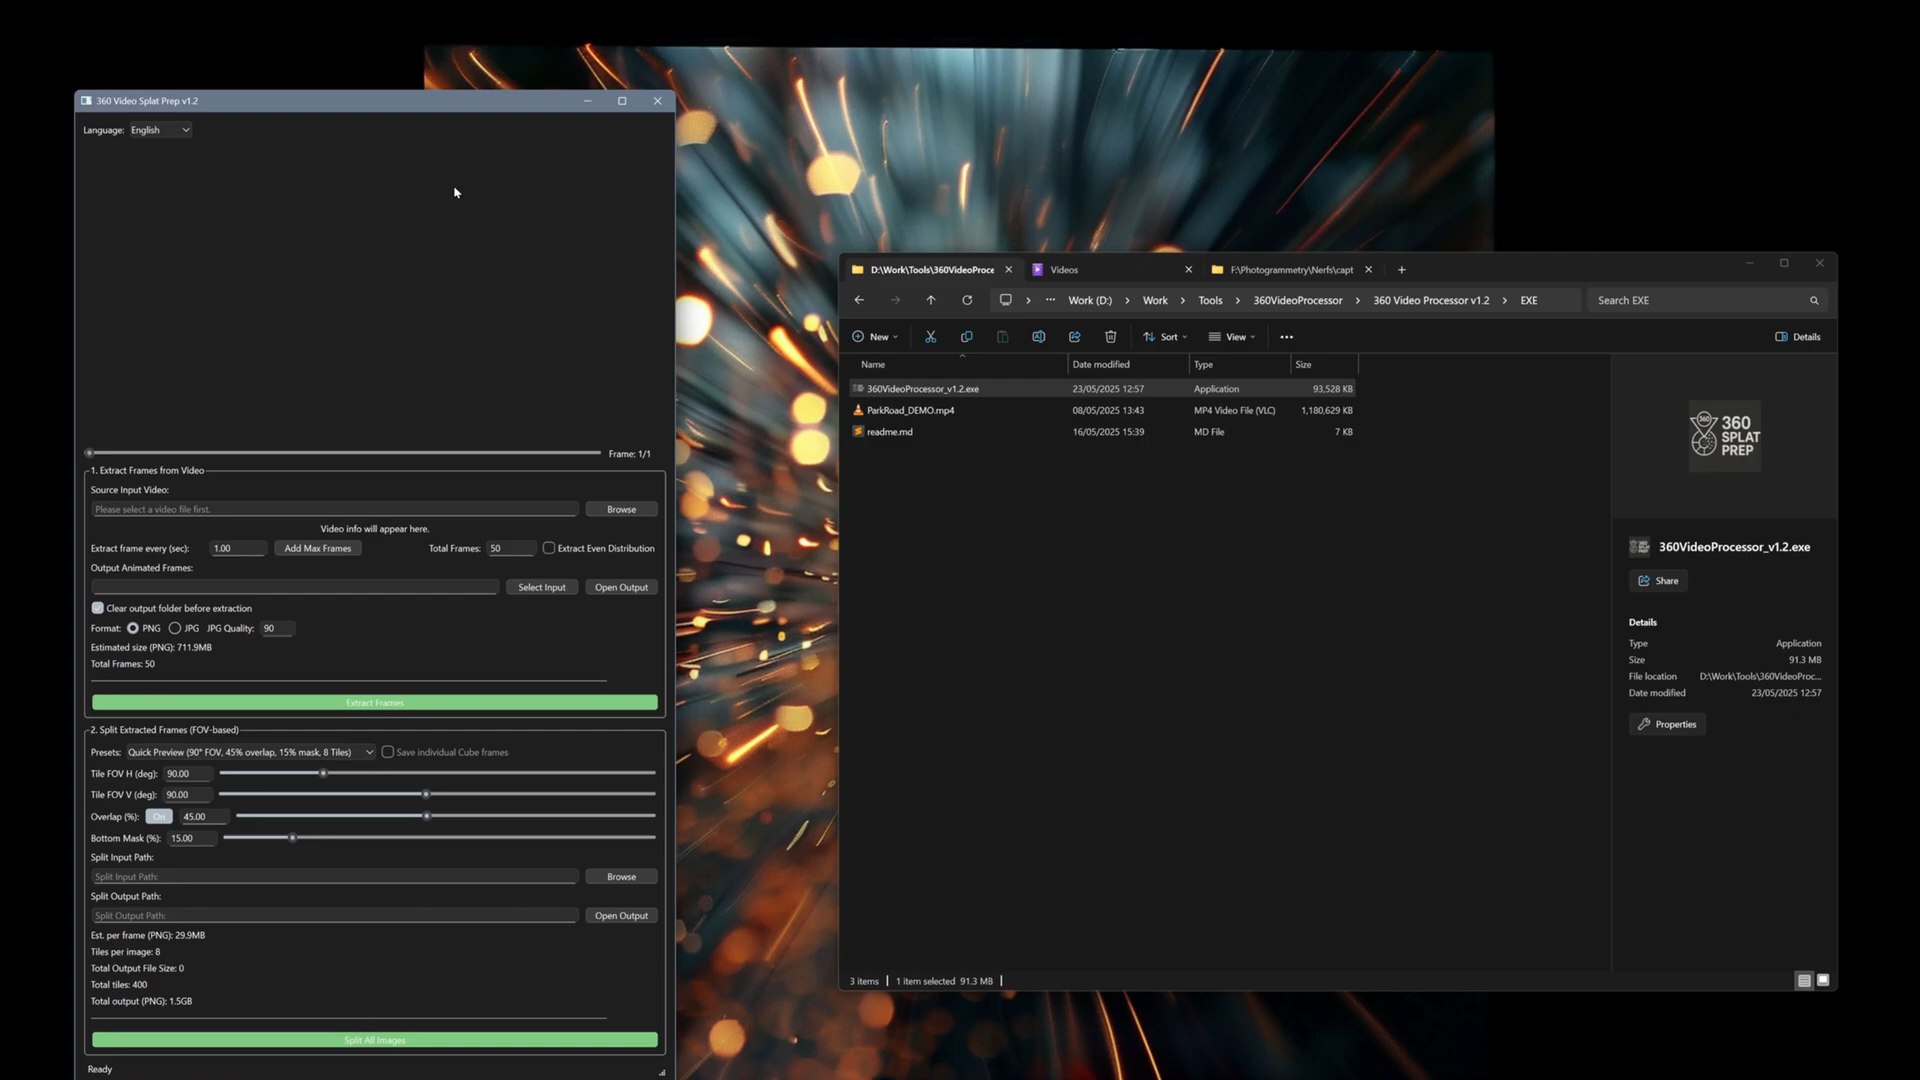 360 Video Splat Prep v1.2
Language: English
Frame: 1/1
1. Extract Frames from Video
Source Input Video:
Please select a video file first.
Browse
Video info will appear here.
Extract frame every (sec): 1.00 Add Max Frames Total Frames: 50 Extract Even Distribution
Output Animated Frames:
Select Input Open Output
Clear output folder before extraction
Format: PNG JPG JPG Quality: 90
Estimated size (PNG): 711.9MB
Total Frames: 50
Extract Frames
2. Split Extracted Frames (FOV-based)
Presets: Quick Preview (90° FOV, 45% overlap, 15% mask, 8 Tiles) Save individual Cube frames
Tile FOV H (deg): 90.00
Tile FOV V (deg): 90.00
Overlap (%): On 45.00
Bottom Mask (%): 15.00
Split Input Path:
Split Input Path: Browse
Split Output Path:
Split Output Path: Open Output
Est. per frame (PNG): 29.9MB
Tiles per image: 8
Total Output File Size: 0
Total tiles: 400
Total output (PNG): 1.5GB
Split All Images
Ready
D:\Work\Tools\360VideoProce
Videos
F:\Photogrammetry\Nerfs\capt
... Work (D:) Work Tools 360VideoProcessor 360 Video Processor v1.2 EXE
Search EXE
New Sort View ... Details
Name Date modified Type Size
360VideoProcessor_v1.2.exe 23/05/2025 12:57 Application 93,528 KB
ParkRoad_DEMO.mp4 08/05/2025 13:43 MP4 Video File (VLC) 1,180,629 KB
readme.md 16/05/2025 15:39 MD File 7 KB
360
360
SPLAT
PREP
360VideoProcessor_v1.2.exe
Share
Details
Type Application
Size 91.3 MB
File location D:\Work\Tools\360VideoProc...
Date modified 23/05/2025 12:57
Properties
3 items 1 item selected 91.3 MB